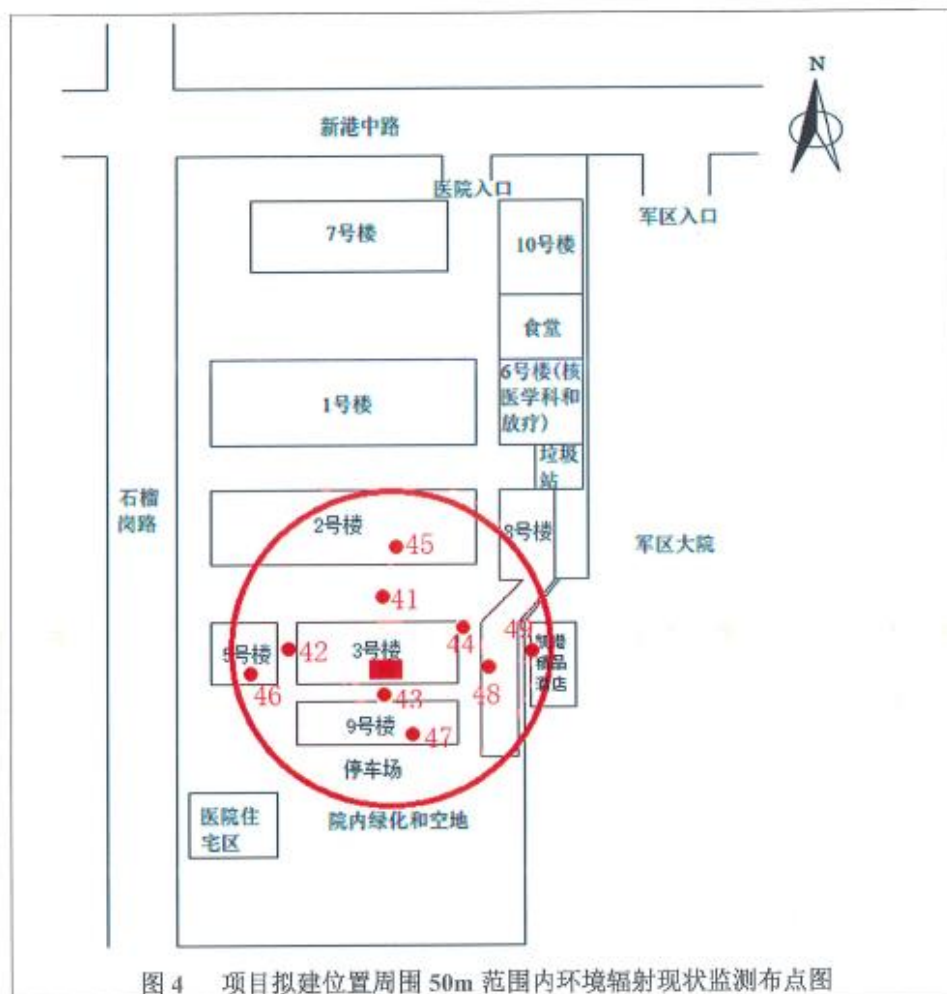 N
新港中路
医院入口
军区入口
7号楼
10号楼
食堂
6号楼(核
医学科和
放疗)
1号楼
垃圾
站
石榴
岗路
2号楼
8号楼
军区大院
45
41
5号楼
42
3号楼
44
49
精品
酒店
46
43
48
9号楼
47
停车场
医院住
宅区
院内绿化和空地
图 4 项目拟建位置周围 50m 范围内环境辐射现状监测布点图